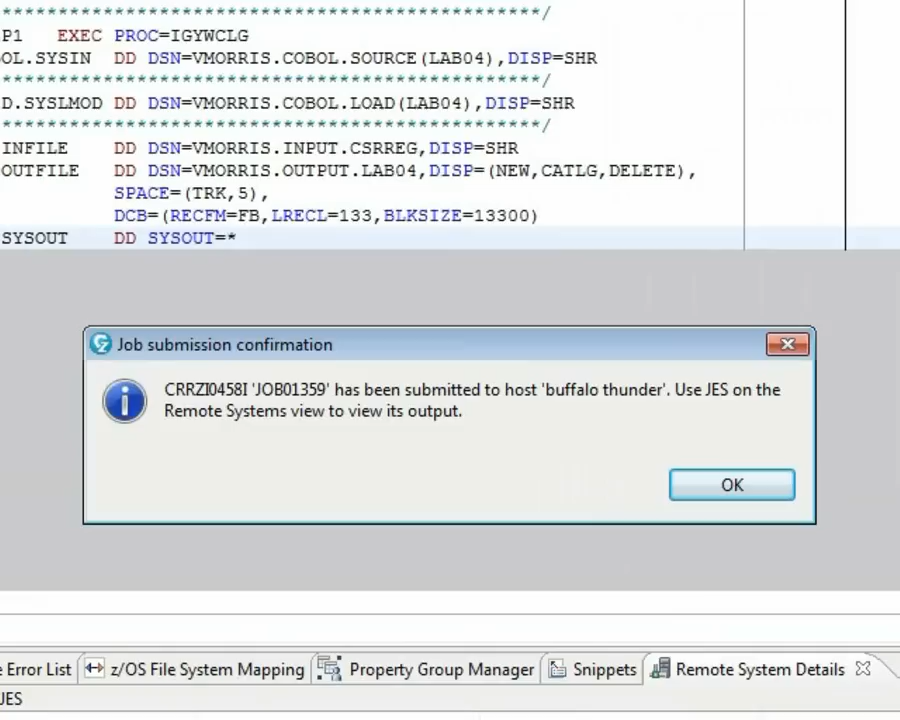 *************************************************/
P1 EXEC PROC=IGYWCLG
OL.SYSIN DD DSN=VMORRIS.COBOL.SOURCE(LAB04),DISP=SHR
*************************************************/
D.SYSLMOD DD DSN=VMORRIS.COBOL.LOAD(LAB04),DISP=SHR
*************************************************/
INFILE DD DSN=VMORRIS.INPUT.CSRREG,DISP=SHR
OUTFILE DD DSN=VMORRIS.OUTPUT.LAB04,DISP=(NEW,CATLG,DELETE),
SPACE=(TRK,5),
DCB=(RECFM=FB,LRECL=133,BLKSIZE=13300)
SYSOUT DD SYSOUT=*
Job submission confirmation
CRRZI0458I 'JOB01359' has been submitted to host 'buffalo thunder'. Use JES on the
Remote Systems view to view its output.
OK
e Error List z/OS File System Mapping Property Group Manager Snippets Remote System Details
JES